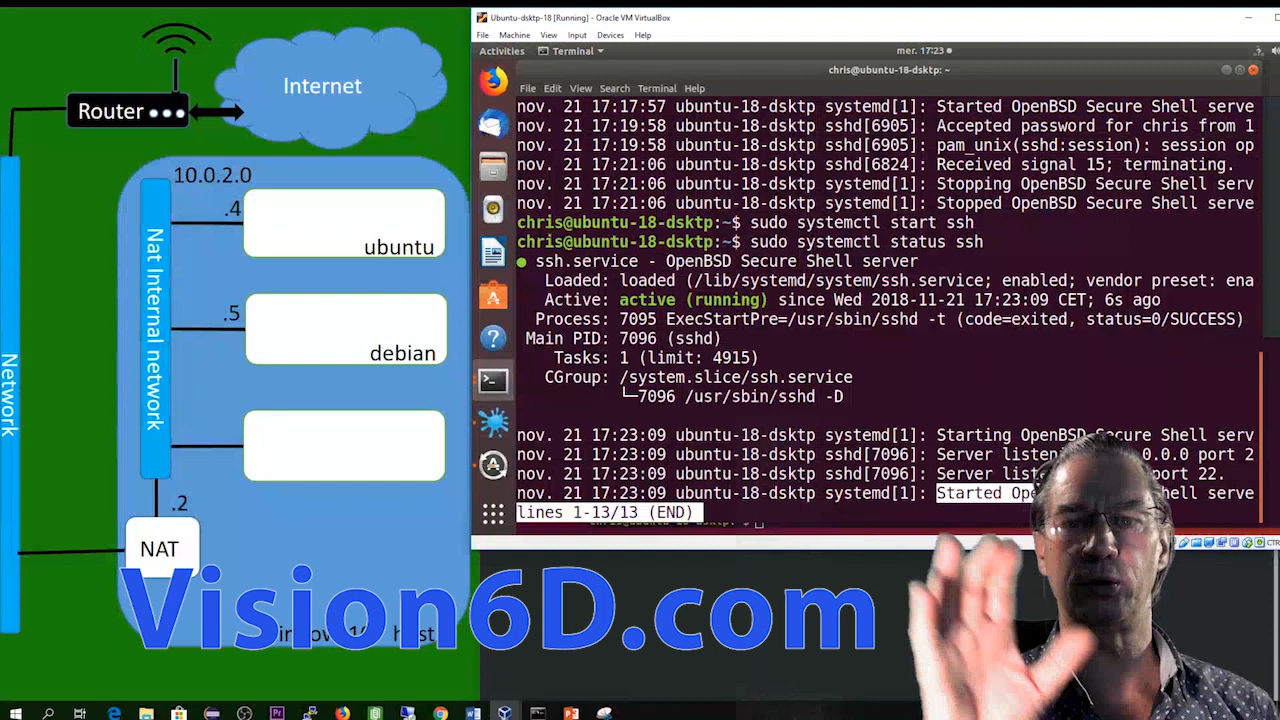 Internet
Router
10.0.2.0
.4
ubuntu
.5
debian
Nat Internal network
Network
.2
NAT
Vision6D.com
Ubuntu-dsktp-18 [Running] - Oracle VM VirtualBox
File Machine View Input Devices Help
Activities Terminal mer. 17:23
chris@ubuntu-18-dsktp: ~
File Edit View Search Terminal Help
nov. 21 17:17:57 ubuntu-18-dsktp systemd[1]: Started OpenBSD Secure Shell serve
nov. 21 17:19:58 ubuntu-18-dsktp sshd[6905]: Accepted password for chris from 1
nov. 21 17:19:58 ubuntu-18-dsktp sshd[6905]: pam_unix(sshd:session): session op
nov. 21 17:21:06 ubuntu-18-dsktp sshd[6824]: Received signal 15; terminating.
nov. 21 17:21:06 ubuntu-18-dsktp systemd[1]: Stopping OpenBSD Secure Shell serv
nov. 21 17:21:06 ubuntu-18-dsktp systemd[1]: Stopped OpenBSD Secure Shell serve
chris@ubuntu-18-dsktp:~$ sudo systemctl start ssh
chris@ubuntu-18-dsktp:~$ sudo systemctl status ssh
● ssh.service - OpenBSD Secure Shell server
Loaded: loaded (/lib/systemd/system/ssh.service; enabled; vendor preset: ena
Active: active (running) since Wed 2018-11-21 17:23:09 CET; 6s ago
Process: 7095 ExecStartPre=/usr/sbin/sshd -t (code=exited, status=0/SUCCESS)
Main PID: 7096 (sshd)
Tasks: 1 (limit: 4915)
CGroup: /system.slice/ssh.service
└─7096 /usr/sbin/sshd -D
nov. 21 17:23:09 ubuntu-18-dsktp systemd[1]: Starting OpenBSD Secure Shell serv
nov. 21 17:23:09 ubuntu-18-dsktp sshd[7096]: Server .0.0 port 2
nov. 21 17:23:09 ubuntu-18-dsktp sshd[7096]: Server port 22.
nov. 21 17:23:09 ubuntu-18-dsktp systemd[1]: Started Shell serve
lines 1-13/13 (END)